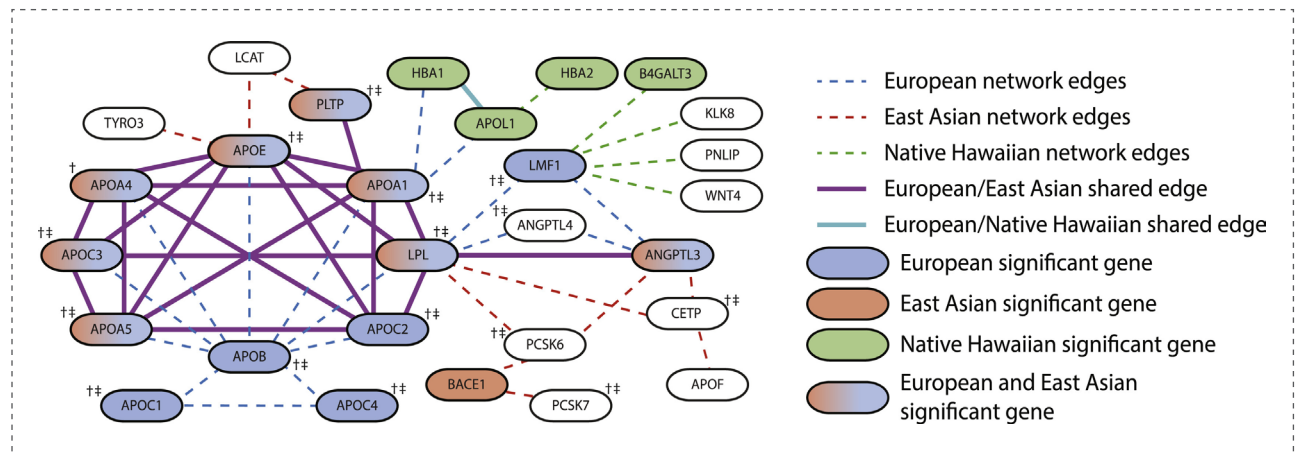 LCAT
PLTP
††
TYRO3
APOE
†‡
†
APOA4
APOA1
†‡
†‡
APOC3
†‡
LPL
†‡
APOA5
APOC2
†‡
APOB
†‡
†‡
APOC1
APOC4
†‡
HBA1
HBA2
B4GALT3
APOL1
KLK8
LMF1
PNLIP
WNT4
†‡
†‡
ANGPTL4
ANGPTL3
CETP
†‡
†‡
PCSK6
BACE1
PCSK7
†‡
APOF
European network edges
East Asian network edges
Native Hawaiian network edges
European/East Asian shared edge
European/Native Hawaiian shared edge
European significant gene
East Asian significant gene
Native Hawaiian significant gene
European and East Asian
significant gene